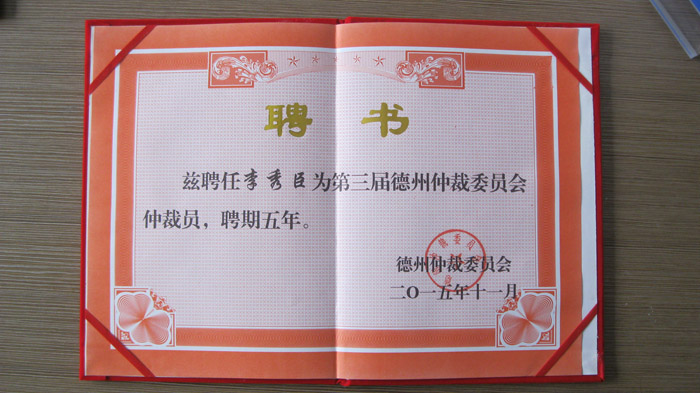 聘 书
兹聘任李秀臣为第三届德州仲裁委员会
仲裁员，聘期五年。
德州仲裁委员会
二〇一五年十一月